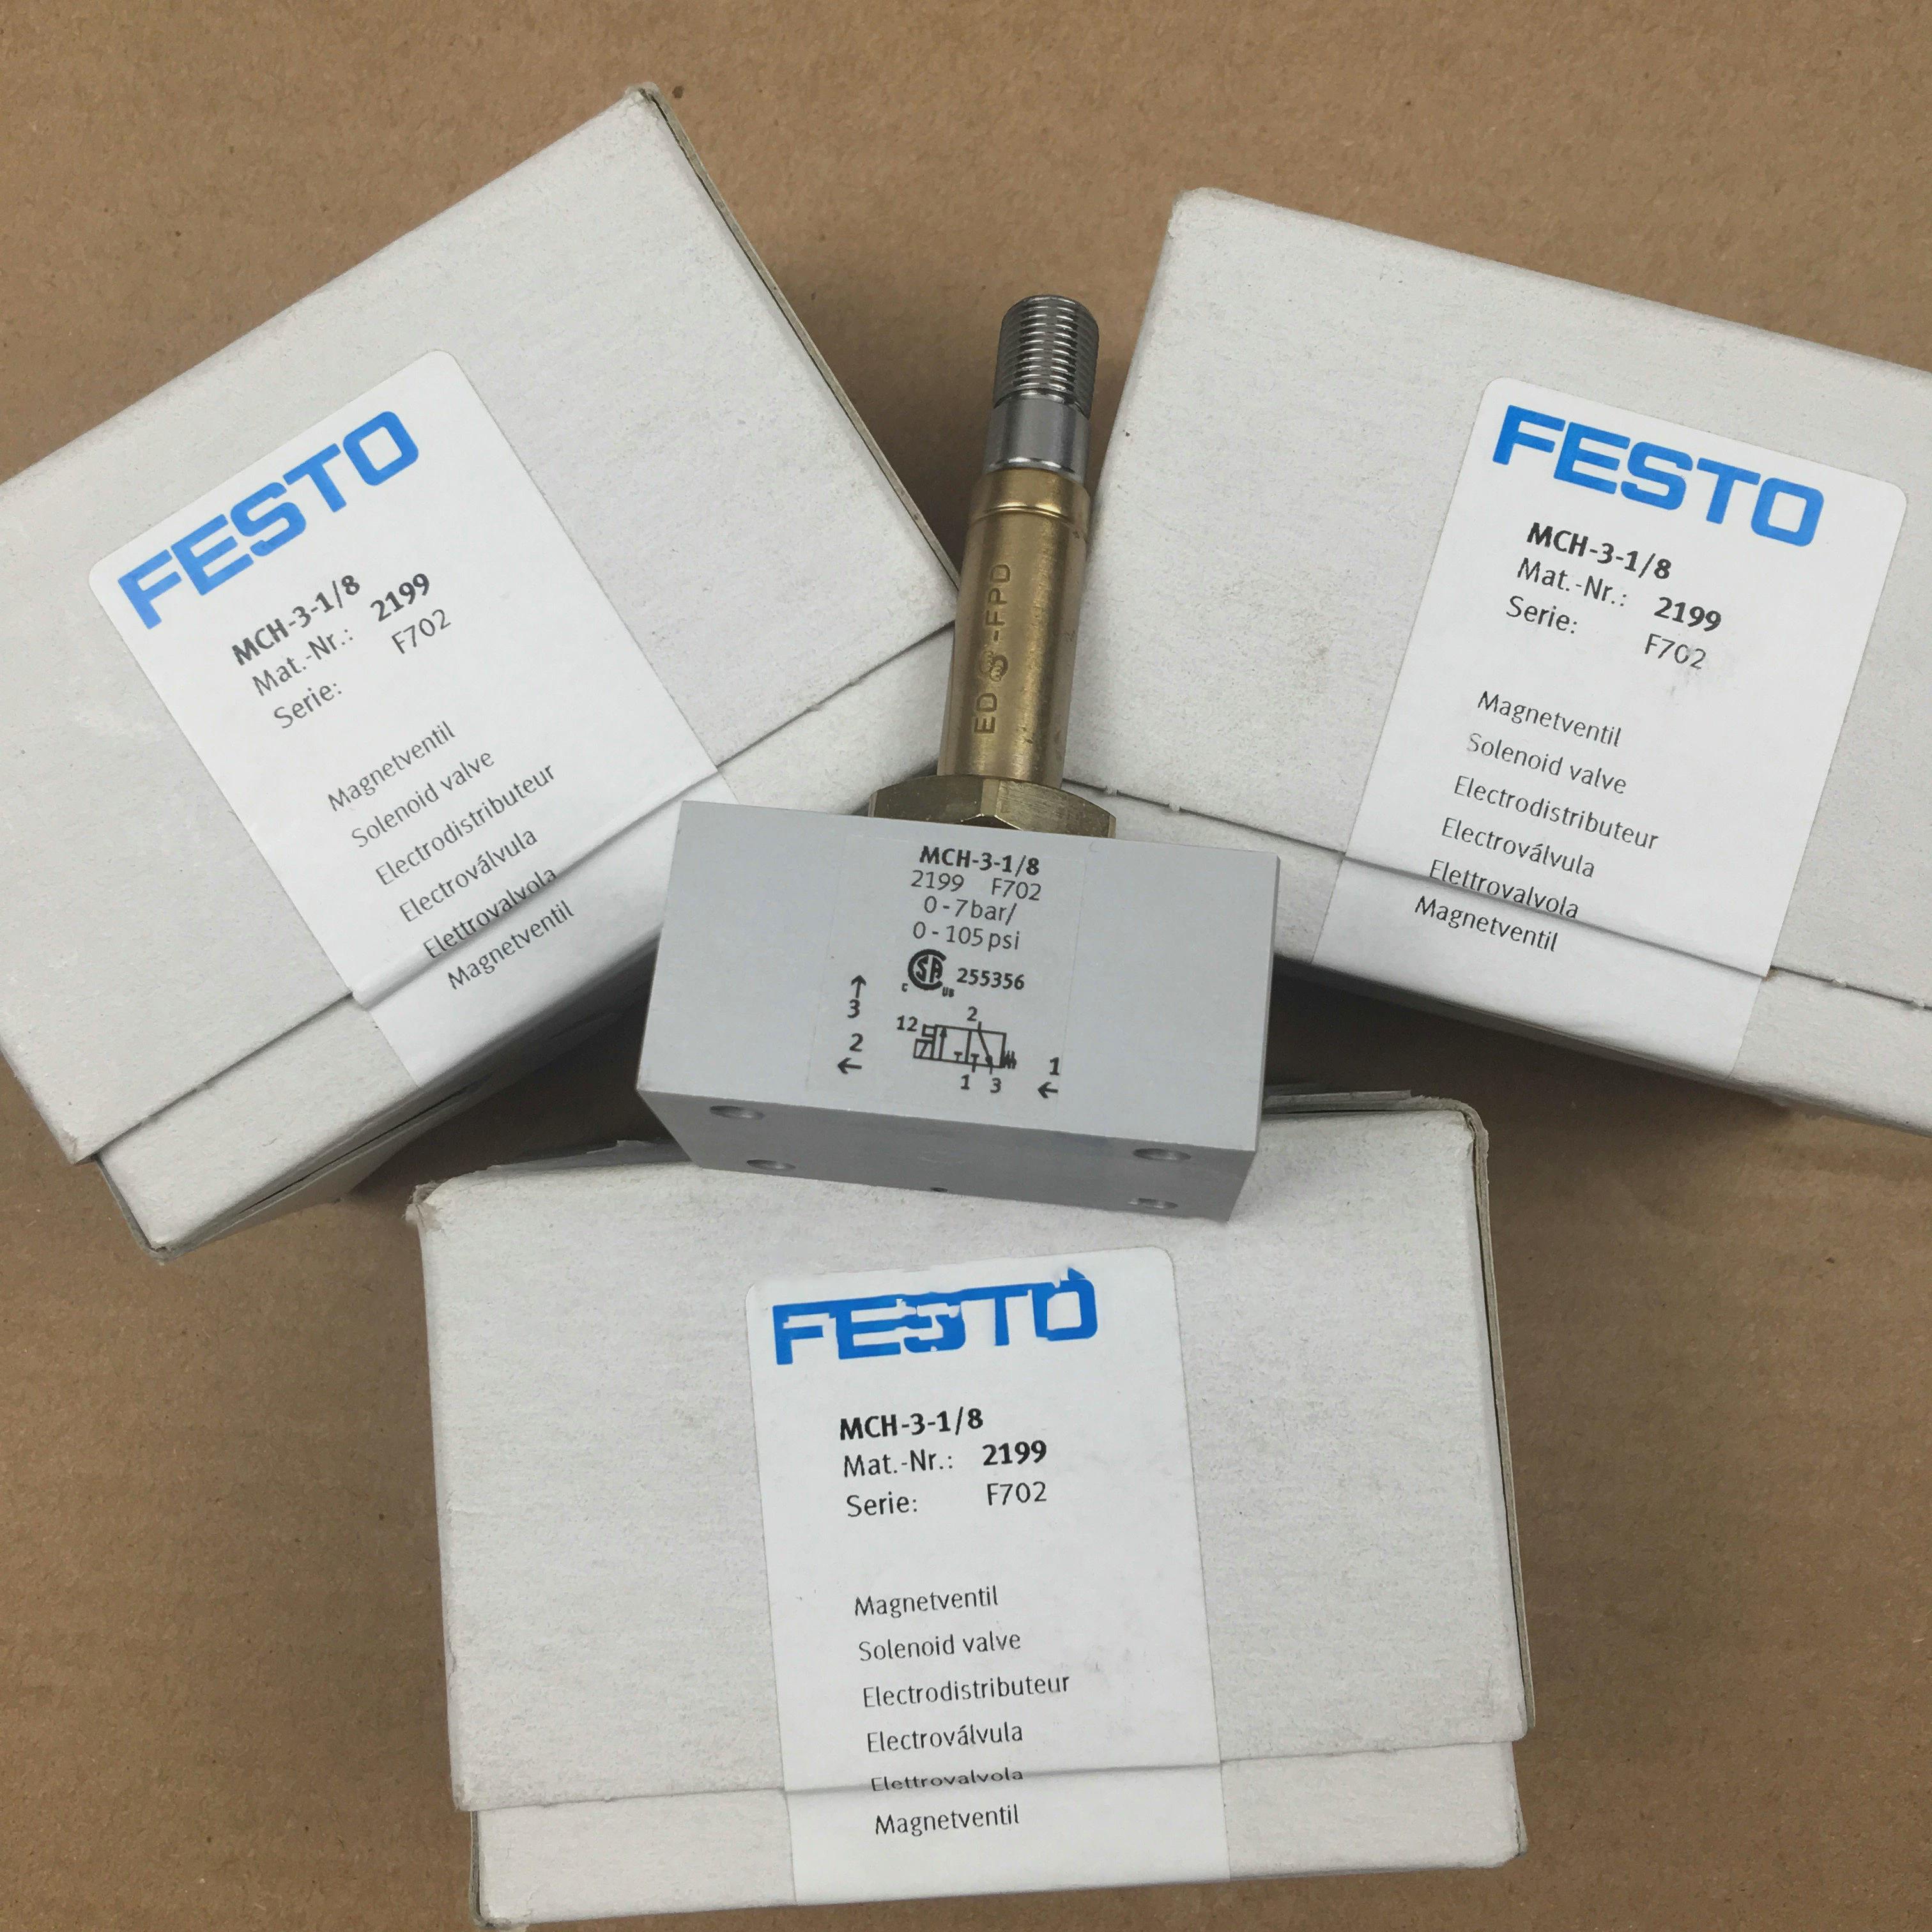 FESTO
MCH-3-1/8
Mat.-Nr.: 2199
Serie: F702
Magnetventil
Solenoid valve
Electrodistributeur
Electroválvula
Elettrovalvola
Magnetventil
FESTO
MCH-3-1/8
Mat.-Nr.: 2199
Serie: F702
Magnetventil
Solenoid valve
Electrodistributeur
Electroválvula
Elettrovalvola
Magnetventil
MCH-3-1/8
2199 F702
0-7bar/
0-105psi
CSA C US 255356
3
2
12 2
1 3
1
FESTO
MCH-3-1/8
Mat.-Nr.: 2199
Serie: F702
Magnetventil
Solenoid valve
Electrodistributeur
Electroválvula
Elettrovalvola
Magnetventil